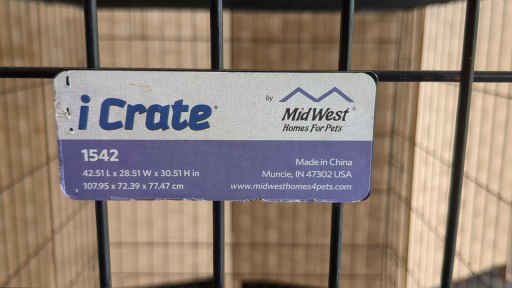 i Crate®
by
MidWest®
Homes For Pets
1542
42.51 L x 28.51 W x 30.51 H in
107.95 x 72.39 x 77.47 cm
Made in China
Muncie, IN 47302 USA
www.midwesthomes4pets.com